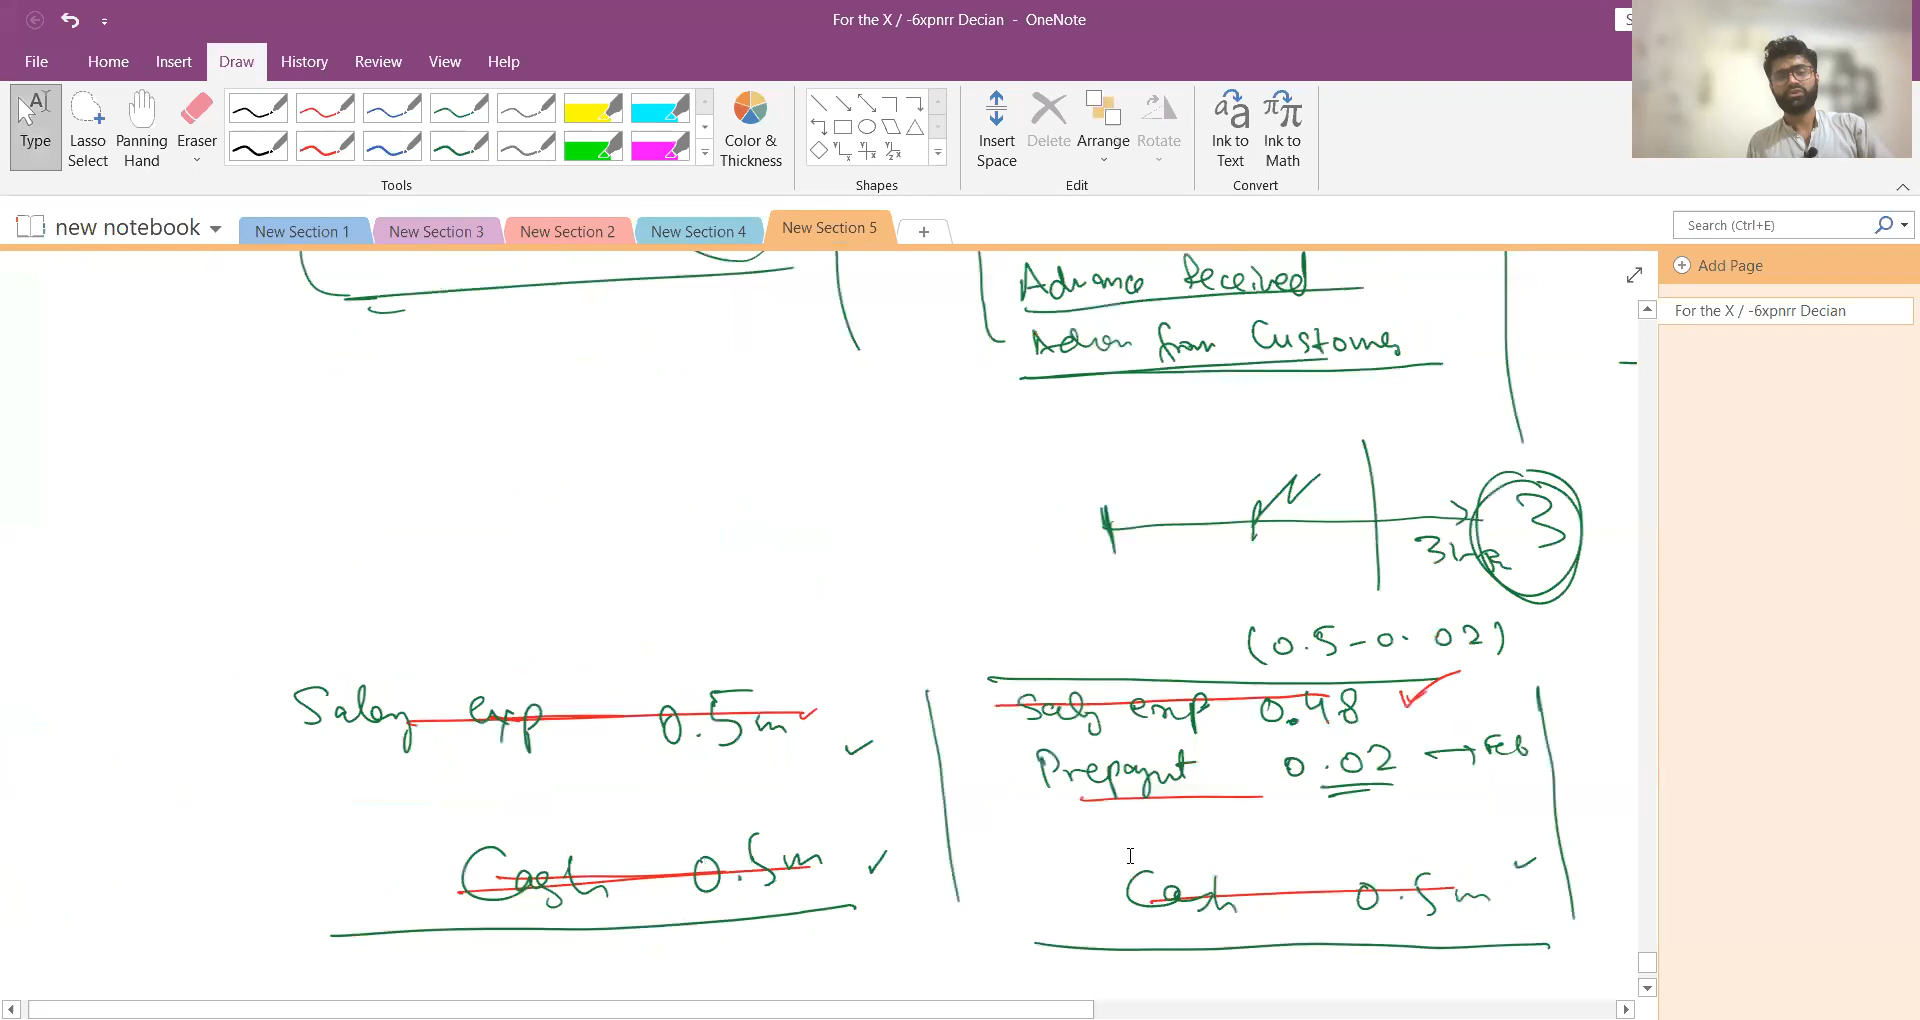 For the X / -6xpnrr Decian - OneNote
File Home Insert Draw History Review View Help
Type
Lasso Select
Panning Hand
Eraser
Color & Thickness
Insert Space
Delete
Arrange
Rotate
Ink to Text
Ink to Math
Tools
Shapes
Edit
Convert
new notebook
New Section 1
New Section 3
New Section 2
New Section 4
New Section 5
Search (Ctrl+E)
Add Page
For the X / -6xpnrr Decian
Advance Received
from Customer
3
(0.5-0.02)
Salary exp 0.5m
Cash 0.5m
Saly exp 0.48
Prepaymt 0.02 → Feb
Cash 0.5m